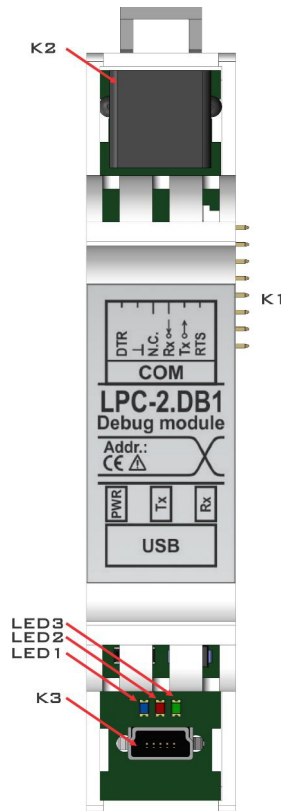 K2
K1
DTR
⊥
N.C.
Rx o←
Tx o→
RTS
COM
LPC-2.DB1
Debug module
Addr.:
CE ⚠
PWR
Tx
Rx
USB
LED3
LED2
LED1
K3